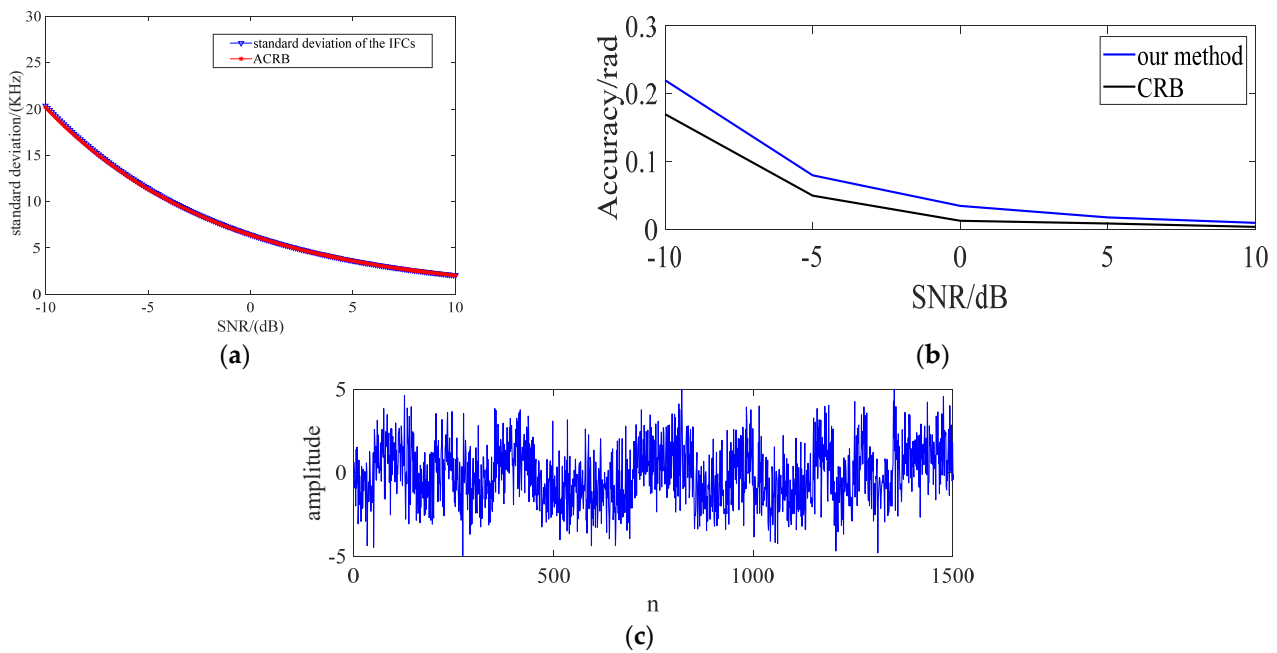 30
25
20
15
10
5
0
standard deviation/(KHz)
standard deviation of the IFCs
ACRB
-10
-5
0
5
10
SNR/(dB)
(a)
0.3
0.2
0.1
0
Accuracy/rad
our method
CRB
-10
-5
0
5
10
SNR/dB
(b)
5
0
-5
amplitude
0
500
1000
1500
n
(c)